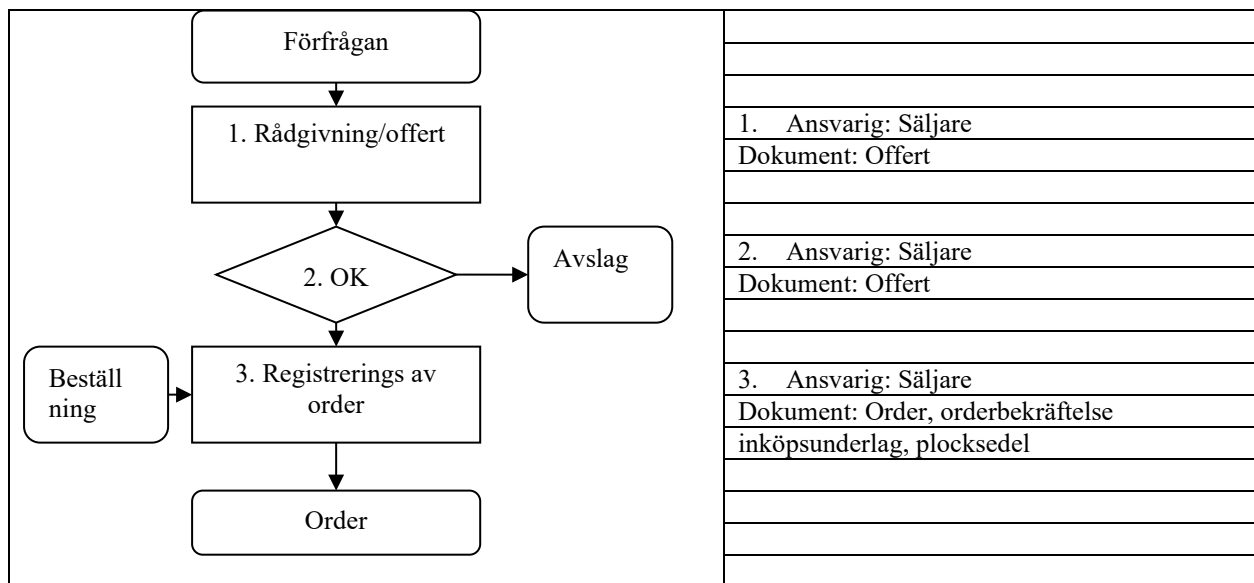 Förfrågan
1. Rådgivning/offert
2. OK
Avslag
Beställ
ning
3. Registrerings av
order
Order
1. Ansvarig: Säljare
Dokument: Offert
2. Ansvarig: Säljare
Dokument: Offert
3. Ansvarig: Säljare
Dokument: Order, orderbekräftelse
inköpsunderlag, plocksedel